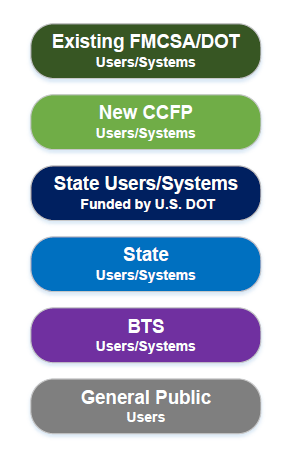 Existing FMCSA/DOT
Users/Systems
New CCFP
Users/Systems
State Users/Systems
Funded by U.S. DOT
State
Users/Systems
BTS
Users/Systems
General Public
Users